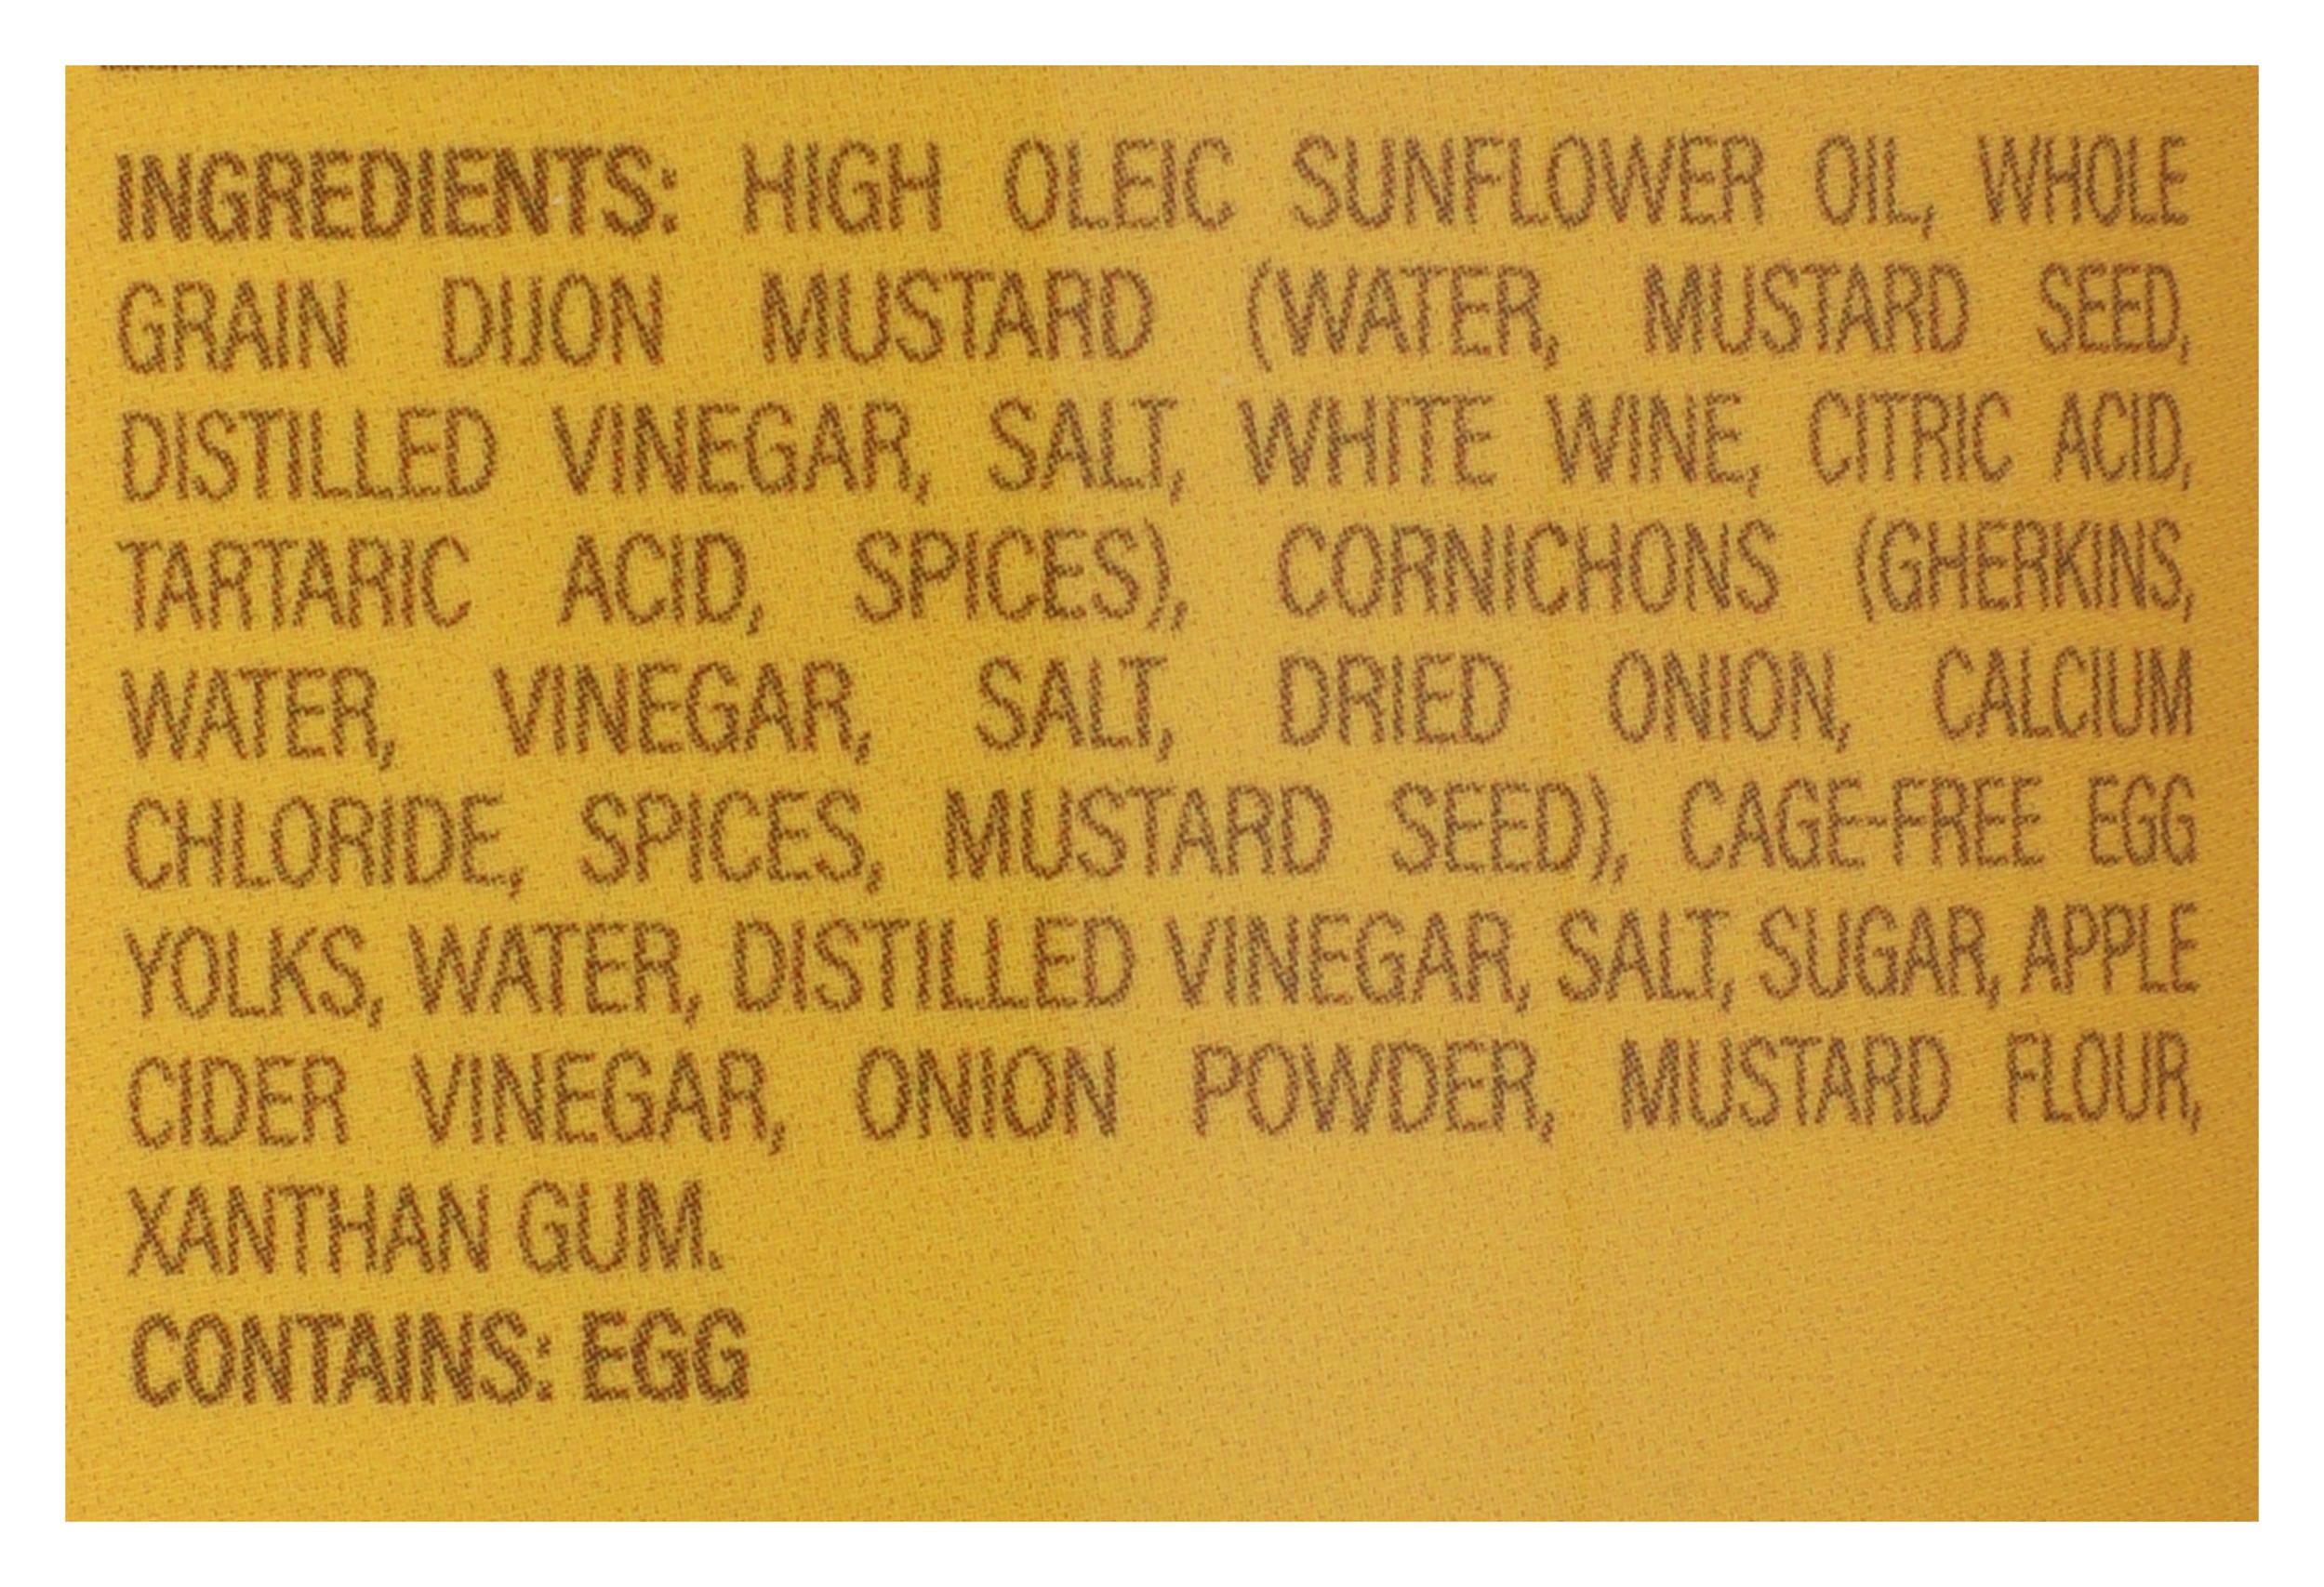 INGREDIENTS: HIGH OLEIC SUNFLOWER OIL, WHOLE
GRAIN DIJON MUSTARD (WATER, MUSTARD SEED,
DISTILLED VINEGAR, SALT, WHITE WINE, CITRIC ACID,
TARTARIC ACID, SPICES), CORNICHONS (GHERKINS,
WATER, VINEGAR, SALT, DRIED ONION, CALCIUM
CHLORIDE, SPICES, MUSTARD SEED), CAGE-FREE EGG
YOLKS, WATER, DISTILLED VINEGAR, SALT, SUGAR, APPLE
CIDER VINEGAR, ONION POWDER, MUSTARD FLOUR,
XANTHAN GUM.
CONTAINS: EGG